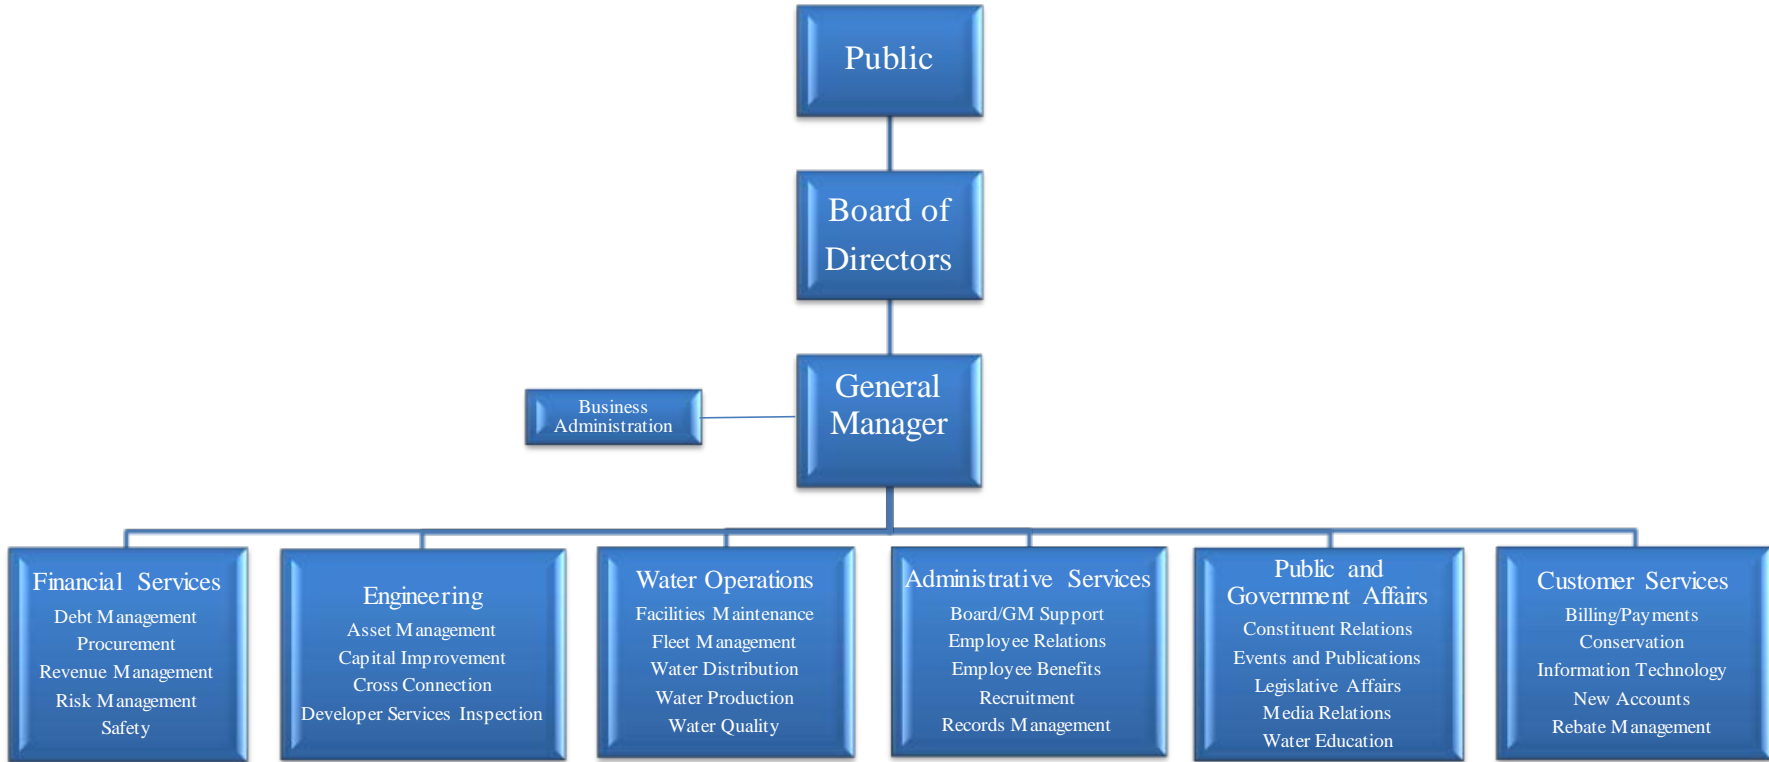 Public
Board of
Directors
General
Manager
Business
Administration
Financial Services
Debt Management
Procurement
Revenue Management
Risk Management
Safety
Engineering
Asset Management
Capital Improvement
Cross Connection
Developer Services Inspection
Water Operations
Facilities Maintenance
Fleet Management
Water Distribution
Water Production
Water Quality
Administrative Services
Board/GM Support
Employee Relations
Employee Benefits
Recruitment
Records Management
Public and
Government Affairs
Constituent Relations
Events and Publications
Legislative Affairs
Media Relations
Water Education
Customer Services
Billing/Payments
Conservation
Information Technology
New Accounts
Rebate Management